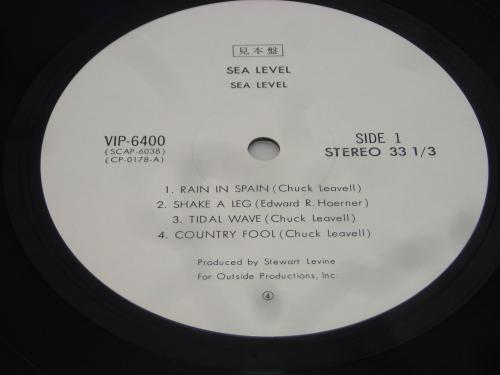 見本盤
SEA LEVEL
SEA LEVEL
VIP-6400
(SCAP-6038)
(CP-0178-A)
SIDE 1
STEREO 33 1/3
1. RAIN IN SPAIN (Chuck Leavell)
2. SHAKE A LEG (Edward R. Hoerner)
3. TIDAL WAVE (Chuck Leavell)
4. COUNTRY FOOL (Chuck Leavell)
Produced by Stewart Levine
For Outside Productions, Inc.
④